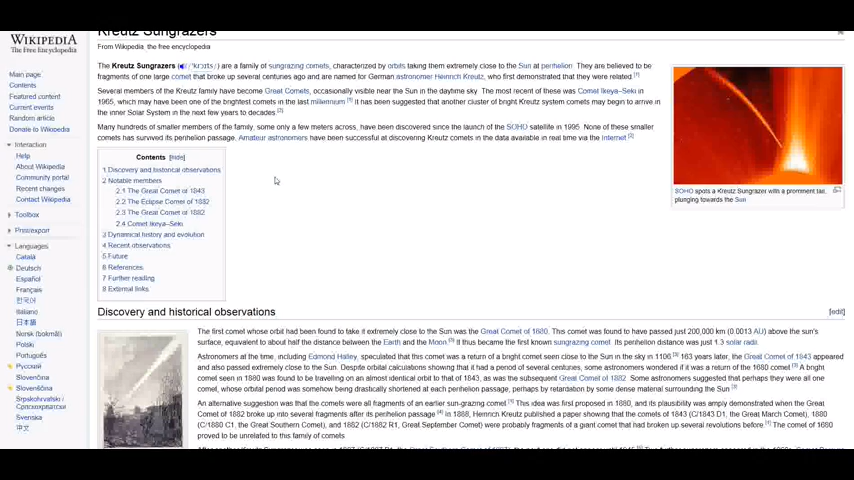 Kreutz Sungrazers
WIKIPEDIA
The Free Encyclopedia
From Wikipedia, the free encyclopedia
Main page
Contents
Featured content
Current events
Random article
Donate to Wikipedia
Interaction
Help
About Wikipedia
Community portal
Recent changes
Contact Wikipedia
Toolbox
Print/export
Languages
Català
Deutsch
Español
Français
한국어
Italiano
日本語
Norsk (bokmål)
Polski
Português
Русский
Slovenčina
Slovenščina
Srpskohrvatski /
Српскохрватски
Svenska
中文
The Kreutz Sungrazers are a family of sungrazing comets, characterized by orbits taking them extremely close to the Sun at perihelion. They are believed to be
fragments of one large comet that broke up several centuries ago and are named for German astronomer Heinrich Kreutz, who first demonstrated that they were related.[1]
Several members of the Kreutz family have become Great Comets, occasionally visible near the Sun in the daytime sky. The most recent of these was Comet Ikeya–Seki in
1965, which may have been one of the brightest comets in the last millennium.[1] It has been suggested that another cluster of bright Kreutz system comets may begin to arrive in
the inner Solar System in the next few years to decades.[2]
Many hundreds of smaller members of the family, some only a few meters across, have been discovered since the launch of the SOHO satellite in 1995. None of these smaller
comets has survived its perihelion passage. Amateur astronomers have been successful at discovering Kreutz comets in the data available in real time via the Internet.[3]
SOHO spots a Kreutz Sungrazer with a prominent tail,
plunging towards the Sun
Contents [hide]
1 Discovery and historical observations
2 Notable members
2.1 The Great Comet of 1843
2.2 The Eclipse Comet of 1882
2.3 The Great Comet of 1882
2.4 Comet Ikeya–Seki
3 Dynamical history and evolution
4 Recent observations
5 Future
6 References
7 Further reading
8 External links
Discovery and historical observations
[edit]
The first comet whose orbit had been found to take it extremely close to the Sun was the Great Comet of 1680. This comet was found to have passed just 200,000 km (0.0013 AU) above the sun's
surface, equivalent to about half the distance between the Earth and the Moon.[3] It thus became the first known sungrazing comet. Its perihelion distance was just 1.3 solar radii.
Astronomers at the time, including Edmond Halley, speculated that this comet was a return of a bright comet seen close to the Sun in the sky in 1106.[3] 163 years later, the Great Comet of 1843 appeared
and also passed extremely close to the Sun. Despite orbital calculations showing that it had a period of several centuries, some astronomers wondered if it was a return of the 1680 comet.[3] A bright
comet seen in 1880 was found to be travelling on an almost identical orbit to that of 1843, as was the subsequent Great Comet of 1882. Some astronomers suggested that perhaps they were all one
comet, whose orbital period was somehow being drastically shortened at each perihelion passage, perhaps by retardation by some dense material surrounding the Sun.[3]
An alternative suggestion was that the comets were all fragments of an earlier sun-grazing comet.[1] This idea was first proposed in 1880, and its plausibility was amply demonstrated when the Great
Comet of 1882 broke up into several fragments after its perihelion passage.[4] In 1888, Heinrich Kreutz published a paper showing that the comets of 1843 (C/1843 D1, the Great March Comet), 1880
(C/1880 C1, the Great Southern Comet), and 1882 (C/1882 R1, Great September Comet) were probably fragments of a giant comet that had broken up several revolutions before.[1] The comet of 1680
proved to be unrelated to this family of comets.